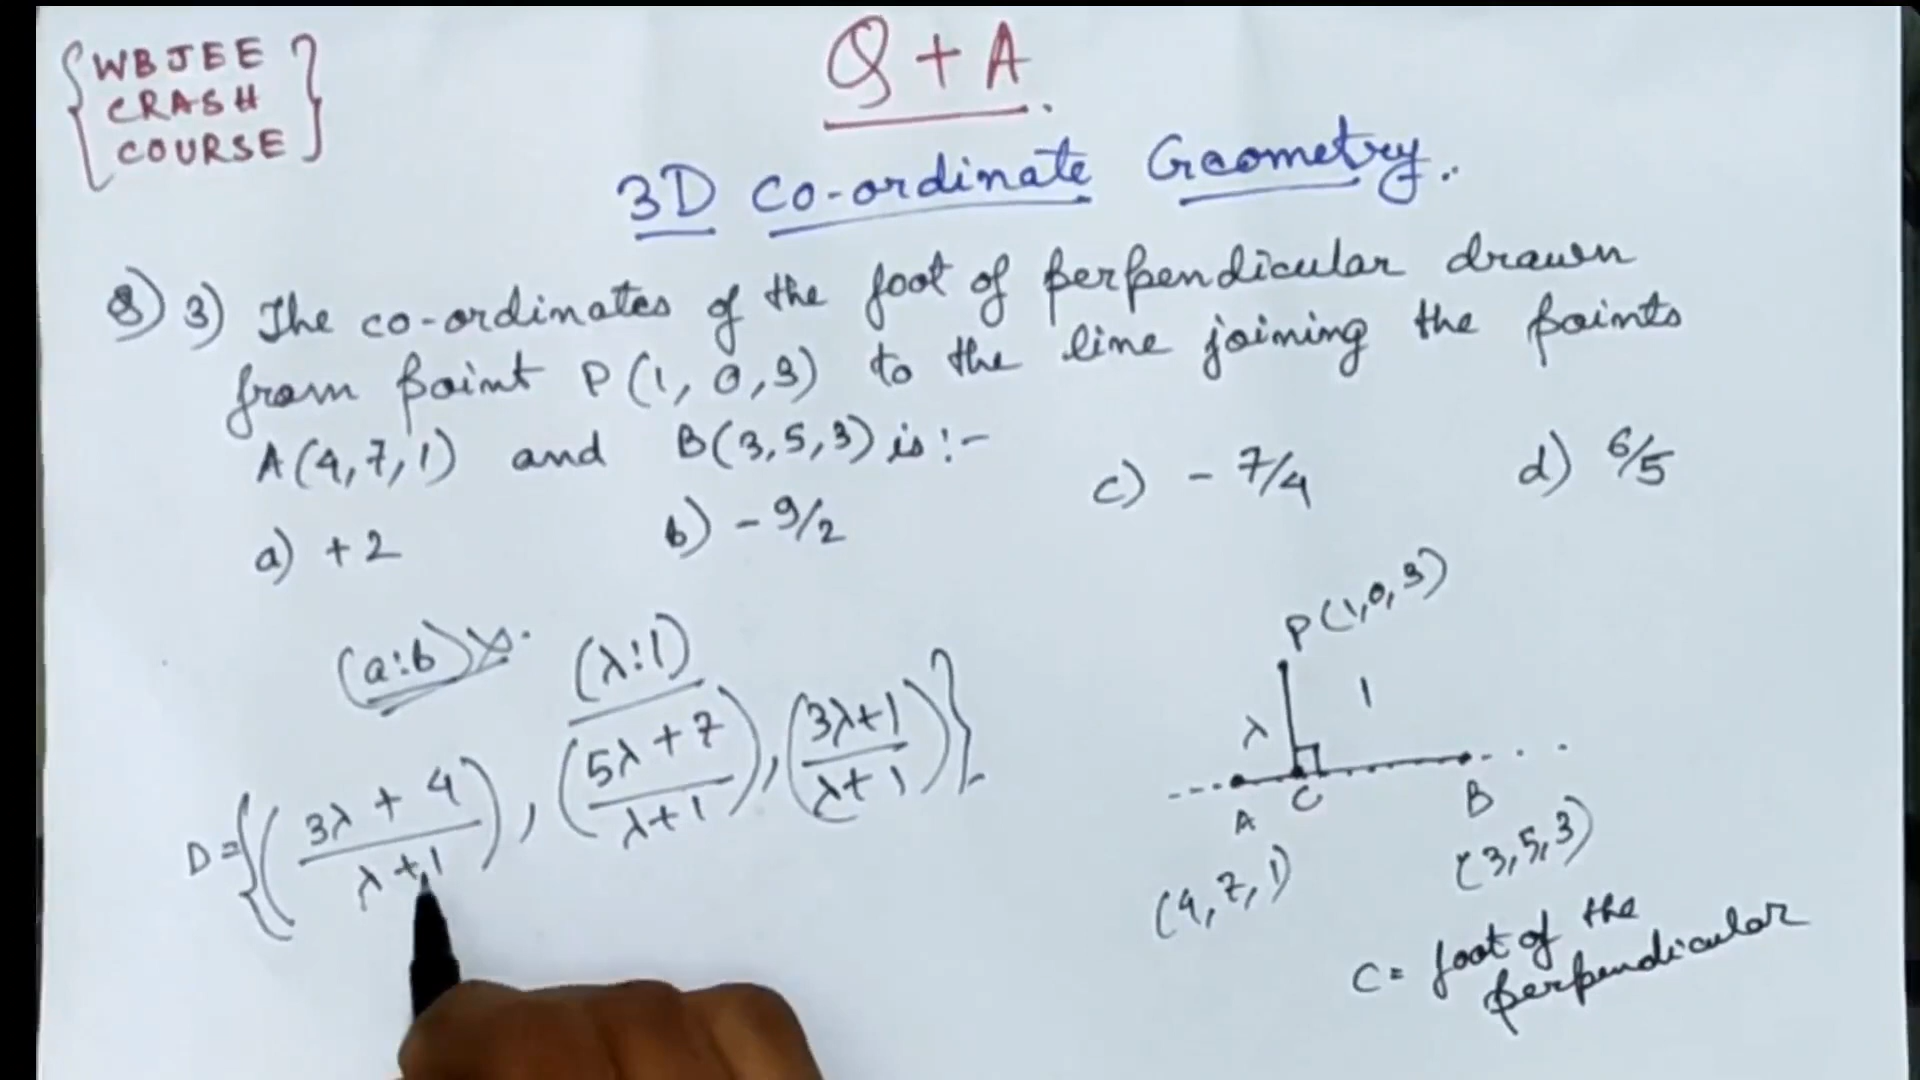 WBJEE
CRASH
COURSE
Q + A
3D Co-ordinate Geometry.
Q) 3) The co-ordinates of the foot of perpendicular drawn
from point P(1, 0, 3) to the line joining the points
A(4,7,1) and B(3,5,3) is :-
a) + 2
b) - 9/2
c) - 7/4
d) 6/5
(a:b)
(λ:1)
D = {(3λ + 4 / λ + 1), (5λ + 7 / λ + 1), (3λ + 1 / λ + 1)}
P(1,0,3)
λ
1
A
C
B
(4,7,1)
(3,5,3)
C = foot of the
perpendicular